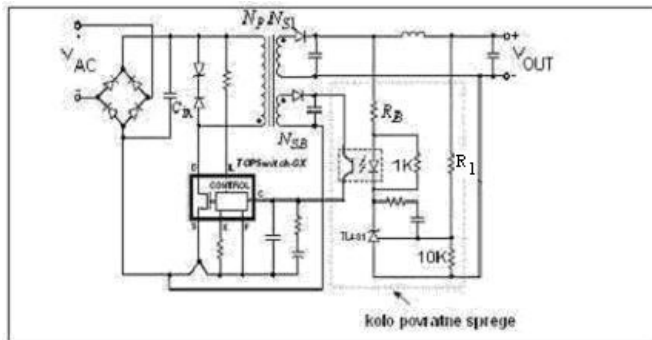 N_P:N_S1
V_AC
C_IN
N_SB
TOPSwitch-GX
D
L
CONTROL
C
S
X
F
R_B
1K
R_1
TL431
10K
+
V_OUT
-
kolo povratne sprege